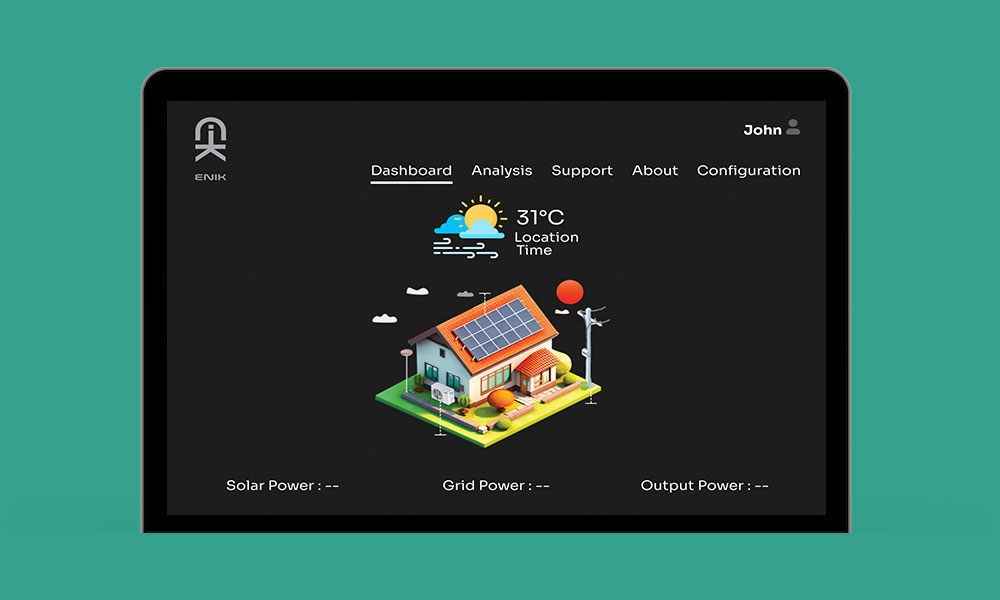 ENIK
John
Dashboard Analysis Support About Configuration
31°C
Location
Time
Solar Power : -- Grid Power : -- Output Power : --